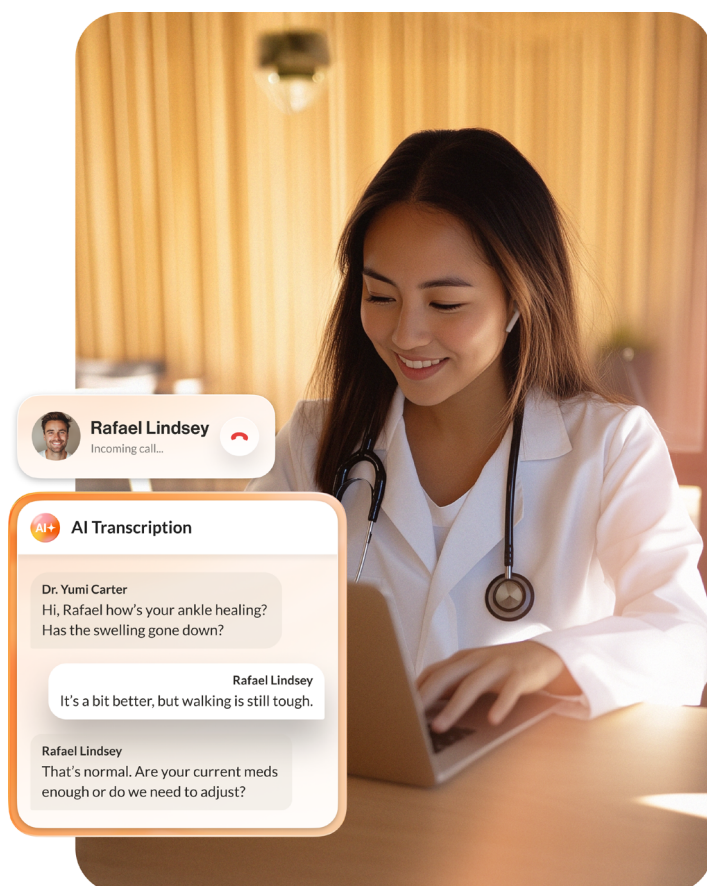 Rafael Lindsey
Incoming call...
AI+
AI Transcription
Dr. Yumi Carter
Hi, Rafael how's your ankle healing?
Has the swelling gone down?
Rafael Lindsey
It's a bit better, but walking is still tough.
Rafael Lindsey
That's normal. Are your current meds
enough or do we need to adjust?